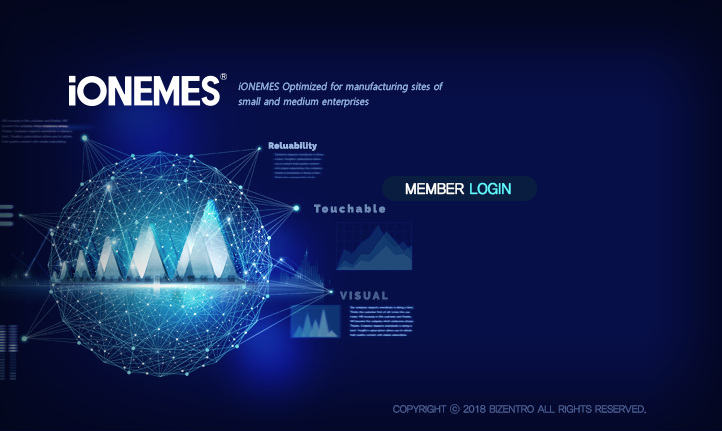 iONEMES®
iONEMES Optimized for manufacturing sites of
small and medium enterprises
Reluability
MEMBER LOGIN
Touchable
VISUAL
COPYRIGHT ⓒ 2018 BIZENTRO ALL RIGHTS RESERVED.